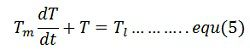 T_m dT/dt + T = T_l … … … .. equ(5)